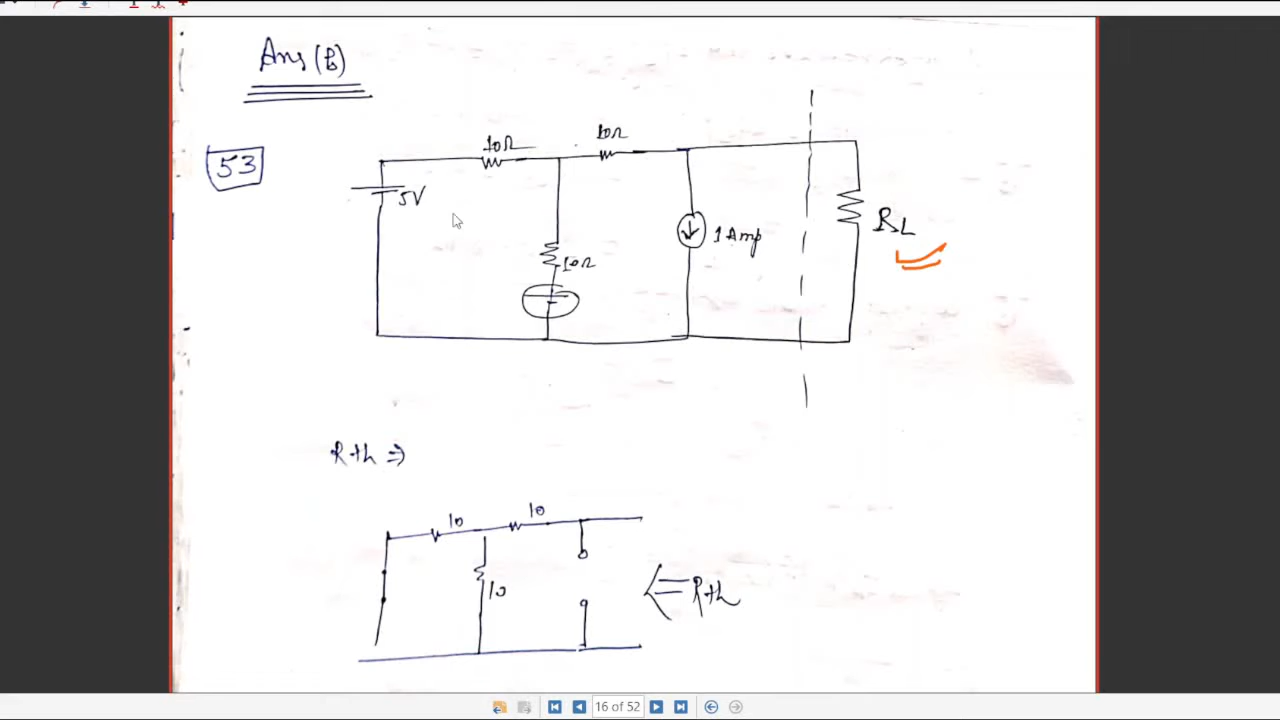 Ans (b)
53
10Ω
10Ω
5V
10Ω
1 Amp
RL
Rth ⇒
10
10
10
Rth
16 of 52